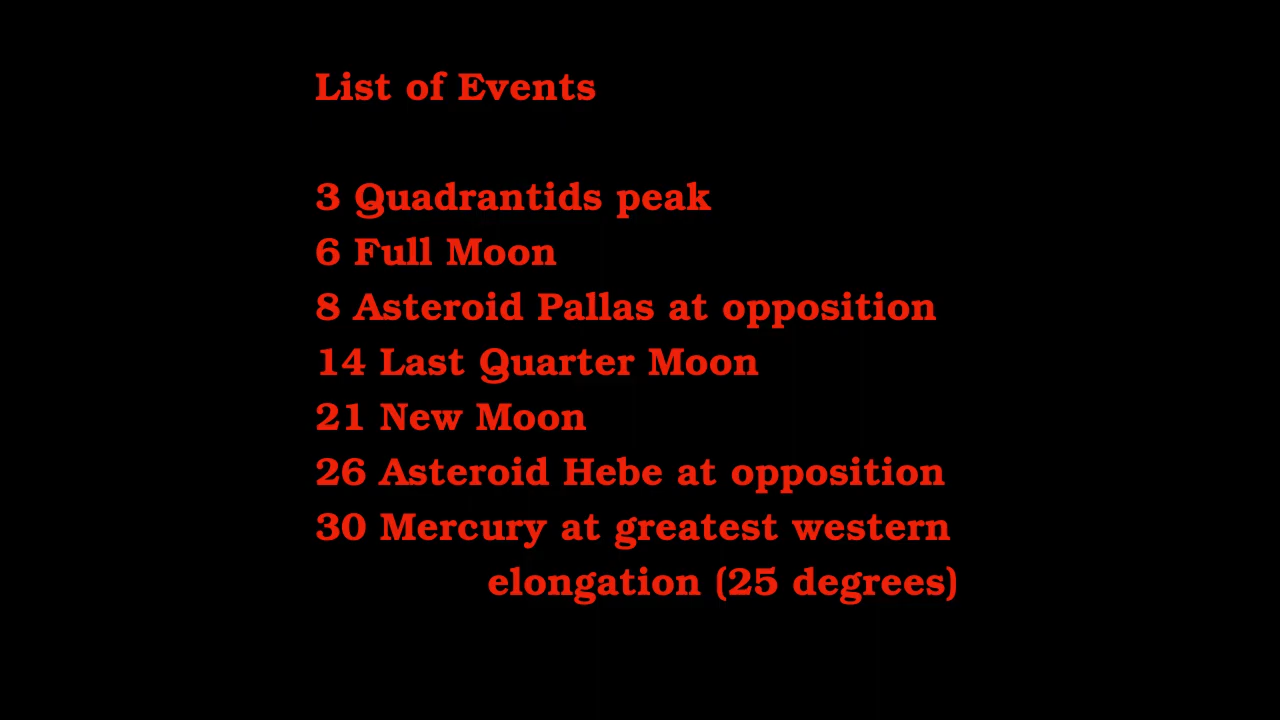 List of Events
3 Quadrantids peak
6 Full Moon
8 Asteroid Pallas at opposition
14 Last Quarter Moon
21 New Moon
26 Asteroid Hebe at opposition
30 Mercury at greatest western
elongation (25 degrees)